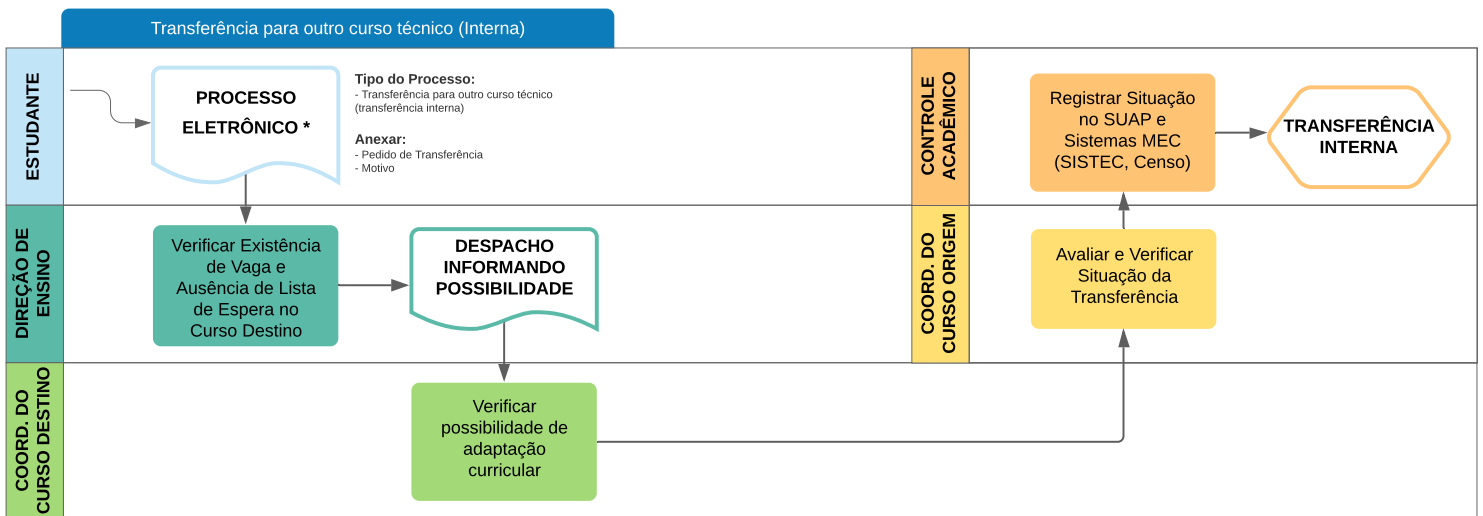 Transferência para outro curso técnico (Interna)
ESTUDANTE
PROCESSO
ELETRÔNICO *
Tipo do Processo:
- Transferência para outro curso técnico
(transferência interna)
Anexar:
- Pedido de Transferência
- Motivo
CONTROLE
ACADÊMICO
Registrar Situação
no SUAP e
Sistemas MEC
(SISTEC, Censo)
TRANSFERÊNCIA
INTERNA
DIREÇÃO DE
ENSINO
Verificar Existência
de Vaga e
Ausência de Lista
de Espera no
Curso Destino
DESPACHO
INFORMANDO
POSSIBILIDADE
COORD. DO
CURSO ORIGEM
Avaliar e Verificar
Situação da
Transferência
COORD. DO
CURSO DESTINO
Verificar
possibilidade de
adaptação
curricular